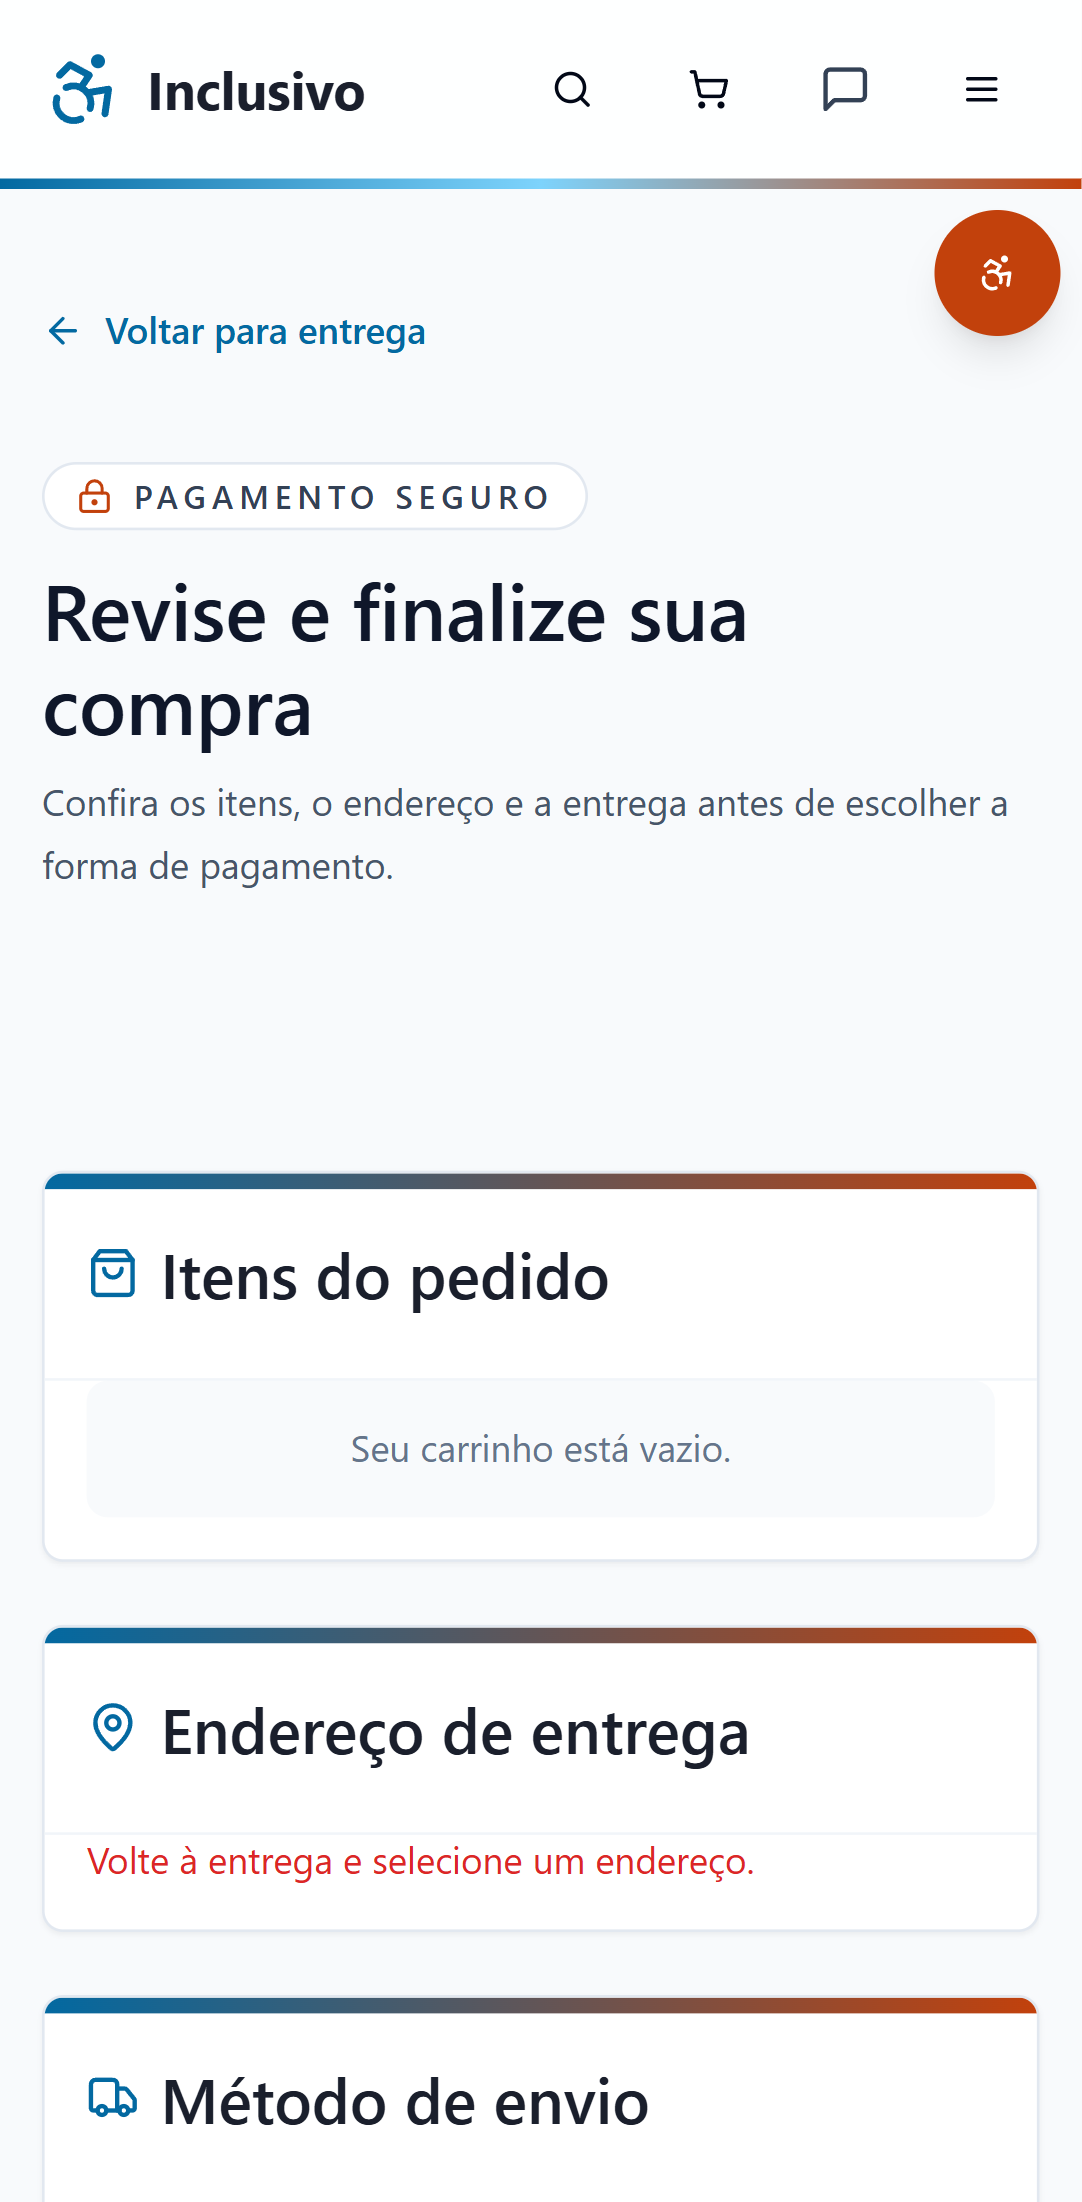 Inclusivo
Voltar para entrega
PAGAMENTO SEGURO
Revise e finalize sua
compra
Confira os itens, o endereço e a entrega antes de escolher a
forma de pagamento.
Itens do pedido
Seu carrinho está vazio.
Endereço de entrega
Volte à entrega e selecione um endereço.
Método de envio